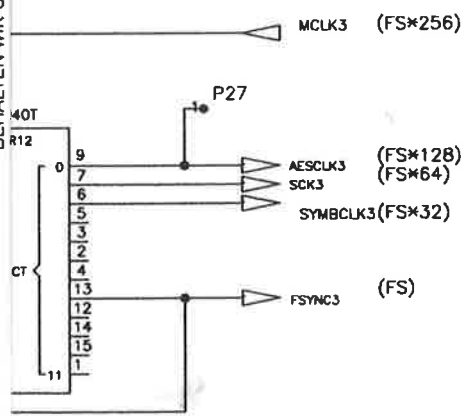 MCLK3 (FS*256)
P27
1
40T
R12
0
9
AESCLK3 (FS*128)
7
SCK3 (FS*64)
6
SYMBCLK3(FS*32)
5
3
2
CT
4
13
FSYNC3 (FS)
12
14
15
11
1